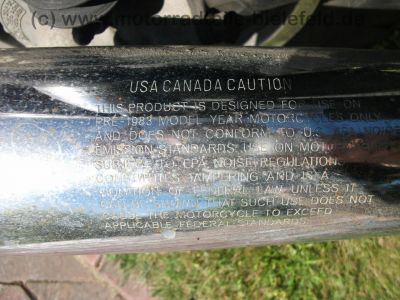 (c) www.motorradteile-bielefeld.de
USA CANADA CAUTION
THIS PRODUCT IS DESIGNED FOR USE ON
PRE-1983 MODEL YEAR MOTORCYCLES ONLY
AND DOES NOT CONFORM TO U.S.
EMISSION STANDARDS USE ON MOTOR
SUBJECT TO EPA NOISE REGULATION
CONSTITUTES TAMPERING AND IS A
VIOLATION OF FEDERAL LAW UNLESS IT
SHOWN THAT SUCH USE DOES NOT
CAUSE THE MOTORCYCLE TO EXCEED
APPLICABLE FEDERAL STANDARDS